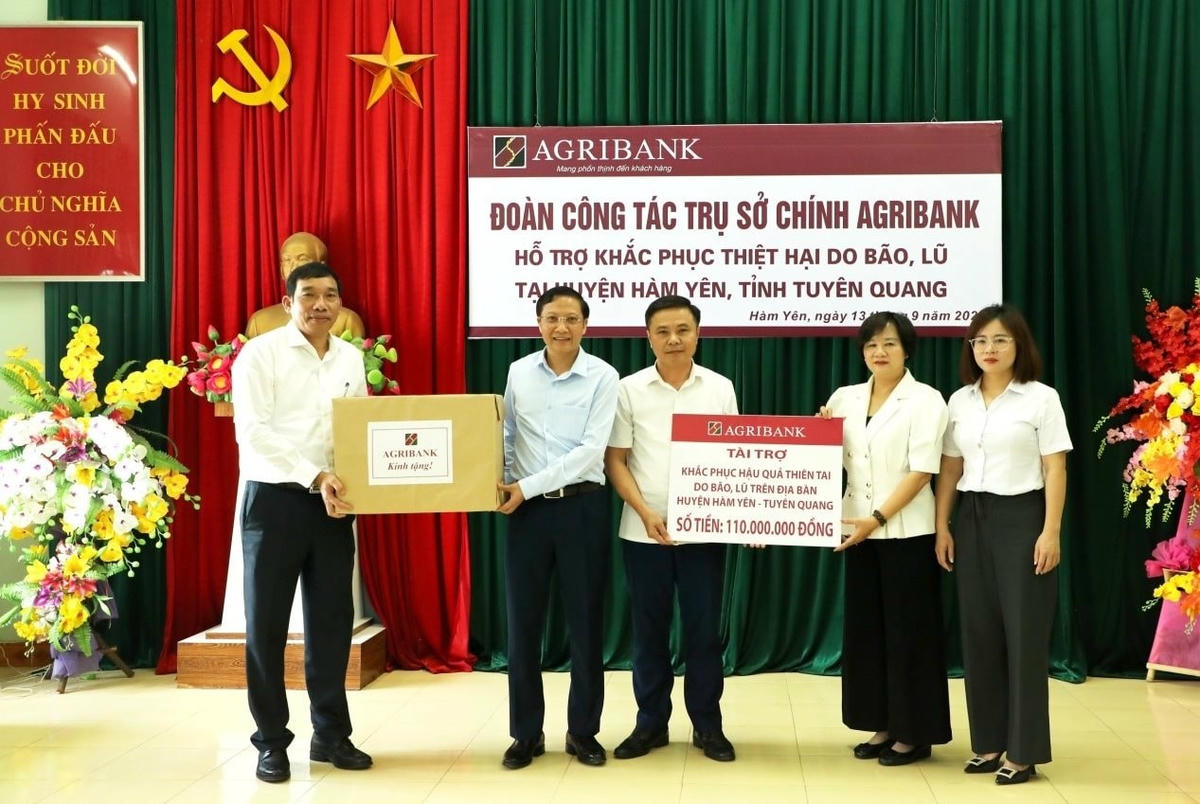 SUỐT ĐỜI
HY SINH
PHẤN ĐẤU
CHO
CHỦ NGHĨA
CỘNG SẢN
AGRIBANK
Mang phồn thịnh đến khách hàng
ĐOÀN CÔNG TÁC TRỤ SỞ CHÍNH AGRIBANK
HỖ TRỢ KHẮC PHỤC THIỆT HẠI DO BÃO, LŨ
TẠI HUYỆN HÀM YÊN, TỈNH TUYÊN QUANG
Hàm Yên, ngày 13 9 năm
AGRIBANK
Kính tặng!
AGRIBANK
TÀI TRỢ
KHẮC PHỤC HẬU QUẢ THIÊN TAI
DO BÃO, LŨ TRÊN ĐỊA BÀN
HUYỆN HÀM YÊN - TUYÊN QUANG
SỐ TIỀN: 110.000.000 ĐỒNG